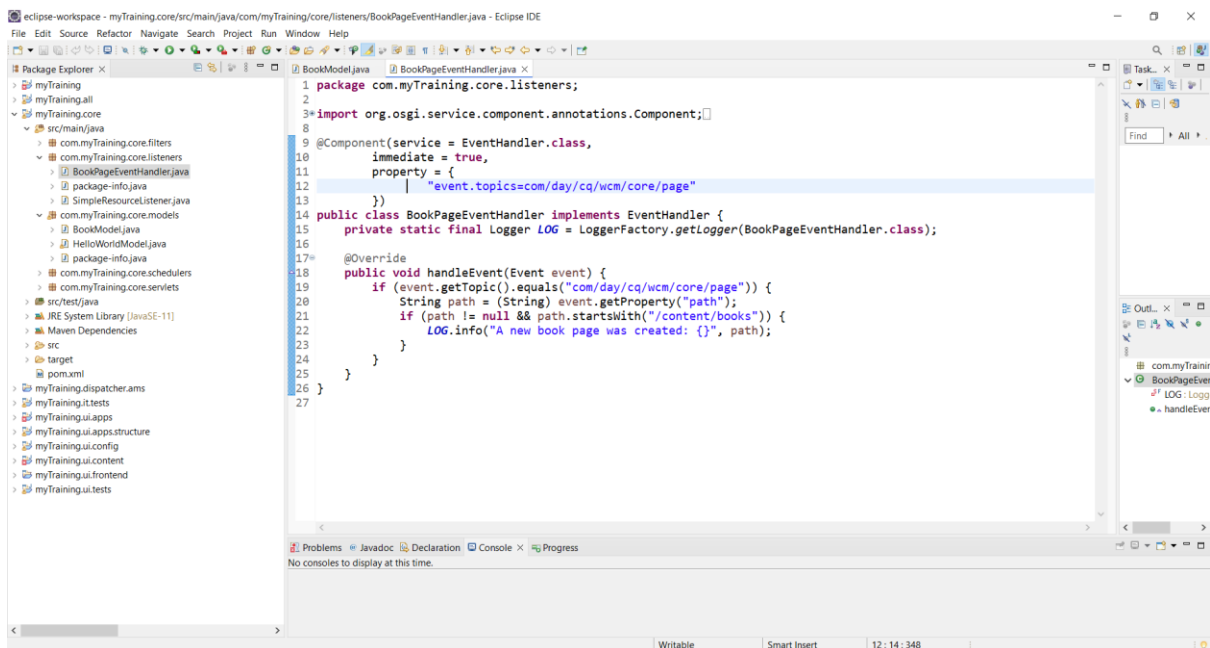 eclipse-workspace - myTraining.core/src/main/java/com/myTraining/core/listeners/BookPageEventHandler.java - Eclipse IDE
File Edit Source Refactor Navigate Search Project Run Window Help
Package Explorer
myTraining
myTraining.all
myTraining.core
src/main/java
com.myTraining.core.filters
com.myTraining.core.listeners
BookPageEventHandler.java
package-info.java
SimpleResourceListener.java
com.myTraining.core.models
BookModel.java
HelloWorldModel.java
package-info.java
com.myTraining.core.schedulers
com.myTraining.core.servlets
src/test/java
JRE System Library [JavaSE-11]
Maven Dependencies
src
target
pom.xml
myTraining.dispatcher.ams
myTraining.it.tests
myTraining.ui.apps
myTraining.ui.apps.structure
myTraining.ui.config
myTraining.ui.content
myTraining.ui.frontend
myTraining.ui.tests
BookModel.java BookPageEventHandler.java
1 package com.myTraining.core.listeners;
2
3 import org.osgi.service.component.annotations.Component;
8
9 @Component(service = EventHandler.class,
10 immediate = true,
11 property = {
12 "event.topics=com/day/cq/wcm/core/page"
13 })
14 public class BookPageEventHandler implements EventHandler {
15 private static final Logger LOG = LoggerFactory.getLogger(BookPageEventHandler.class);
16
17 @Override
18 public void handleEvent(Event event) {
19 if (event.getTopic().equals("com/day/cq/wcm/core/page")) {
20 String path = (String) event.getProperty("path");
21 if (path != null && path.startsWith("/content/books")) {
22 LOG.info("A new book page was created: {}", path);
23 }
24 }
25 }
26 }
27
Task...
Find All
Outl...
com.myTrainin
BookPageEver
LOG : Logg
handleEver
Problems Javadoc Declaration Console Progress
No consoles to display at this time.
Writable Smart Insert 12 : 14 : 348